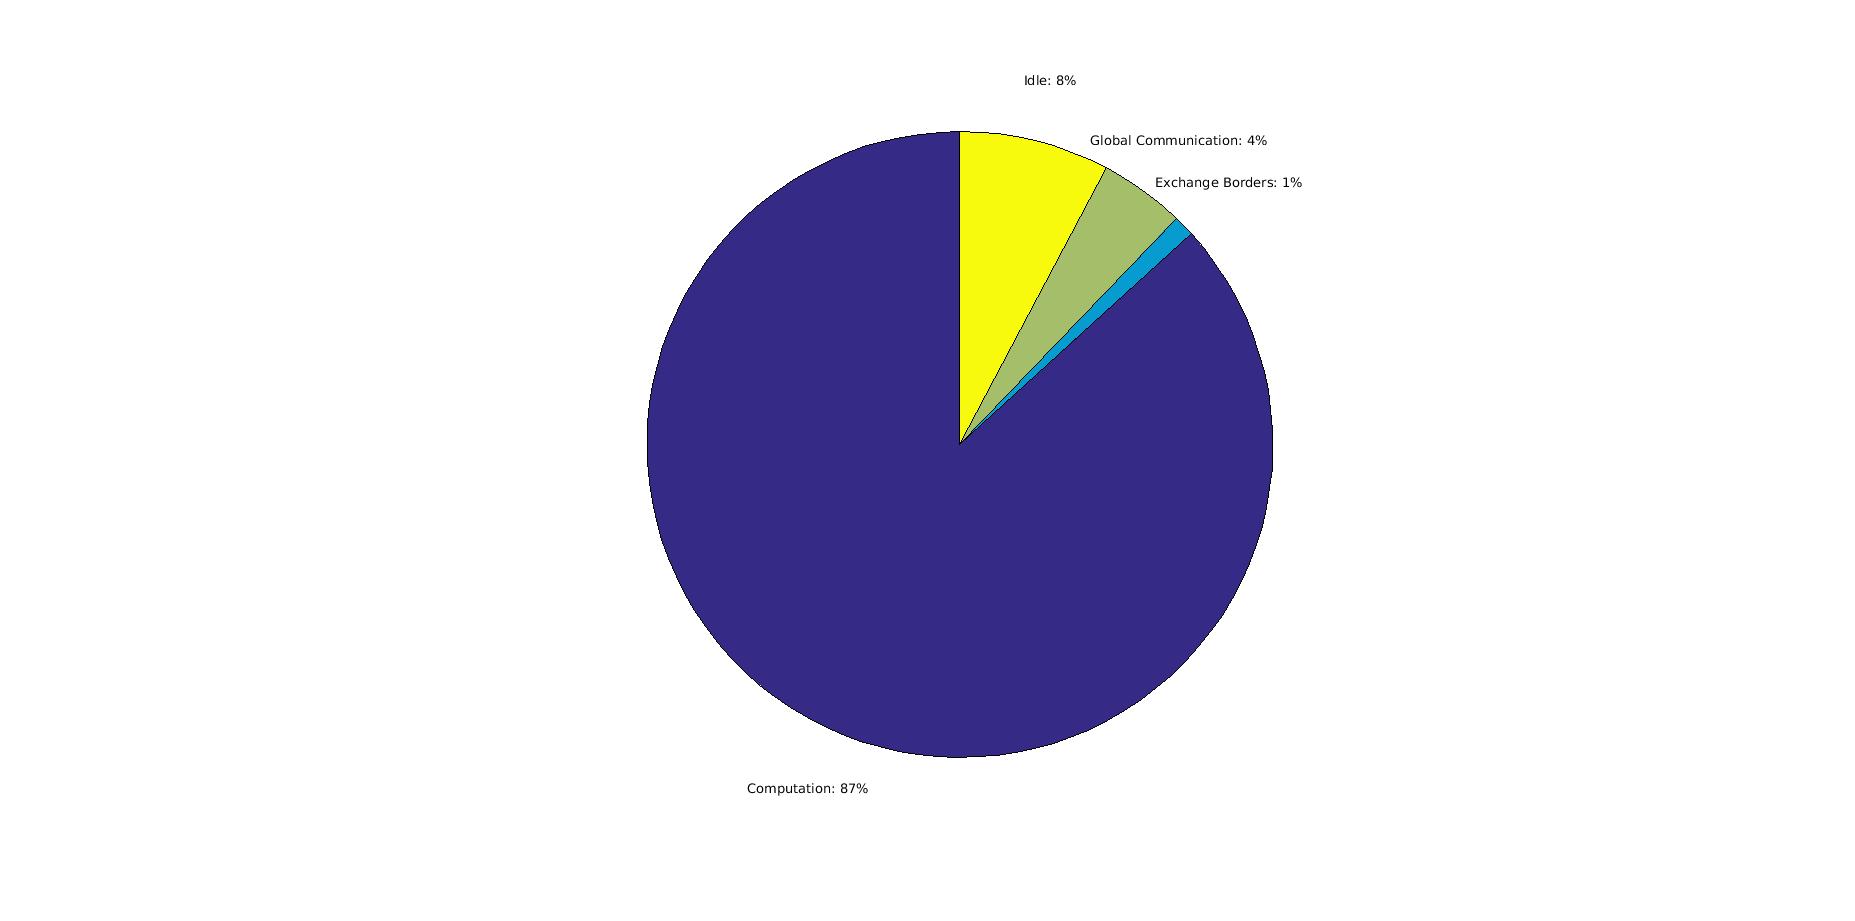 Idle: 8%
Global Communication: 4%
Exchange Borders: 1%
Computation: 87%